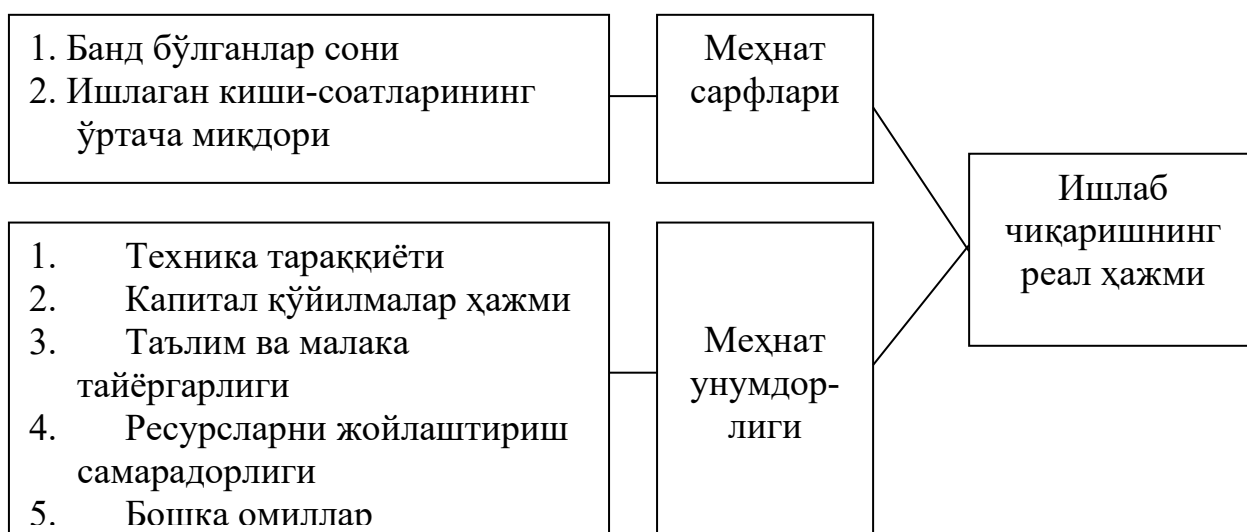 1. Банд бўлганлар сони
2. Ишлаган киши-соатларининг
ўртача миқдори
Меҳнат
сарфлари
1. Техника тараққиёти
2. Капитал қўйилмалар ҳажми
3. Таълим ва малака
тайёргарлиги
4. Ресурсларни жойлаштириш
самарадорлиги
5. Бошқа омиллар
Меҳнат
унумдор-
лиги
Ишлаб
чиқаришнинг
реал ҳажми